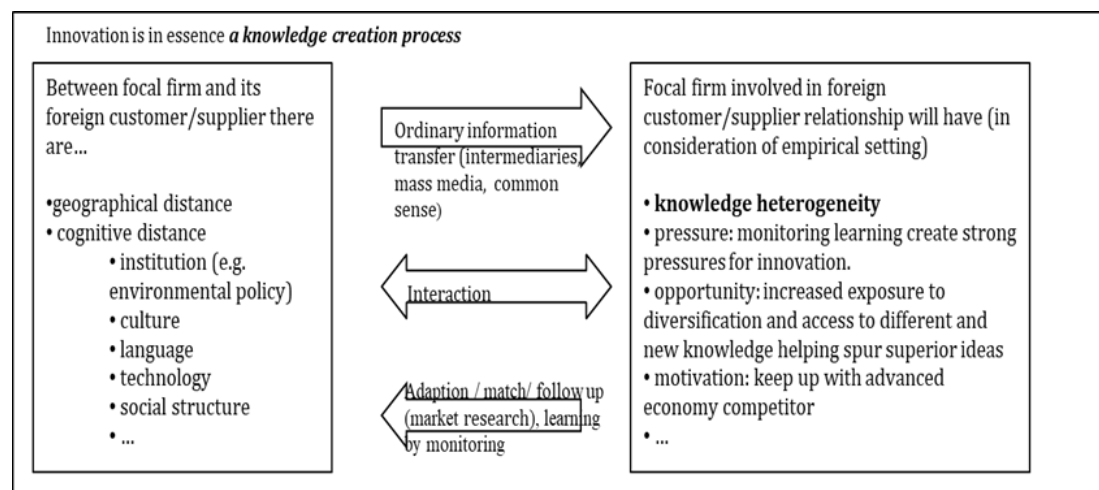 Innovation is in essence a knowledge creation process
Between focal firm and its
foreign customer/supplier there
are...
•geographical distance
• cognitive distance
• institution (e.g.
environmental policy)
• culture
• language
• technology
• social structure
• ...
Ordinary information
transfer (intermediaries,
mass media, common
sense)
Interaction
Adaption / match/ follow up
(market research), learning
by monitoring
Focal firm involved in foreign
customer/supplier relationship will have (in
consideration of empirical setting)
• knowledge heterogeneity
• pressure: monitoring learning create strong
pressures for innovation.
• opportunity: increased exposure to
diversification and access to different and
new knowledge helping spur superior ideas
• motivation: keep up with advanced
economy competitor
• ...